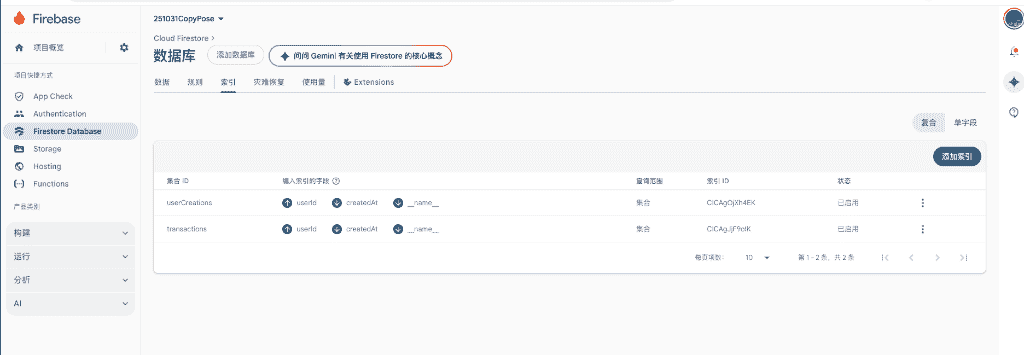 Firebase
251031CopyPose
项目概览
Cloud Firestore
数据库
添加数据库
问问 Gemini 有关使用 Firestore 的核心概念
数据 规则 索引 灾难恢复 使用量 Extensions
项目快捷方式
App Check
Authentication
Firestore Database
Storage
Hosting
Functions
产品类别
构建
运行
分析
AI
复合 单字段
添加索引
集合 ID 编入索引的字段 查询范围 索引 ID 状态
userCreations userId createdAt __name__ 集合 CICAgOjXh4EK 已启用
transactions userId createdAt __name__ 集合 已启用
每页项数: 10 第 1 - 2 条，共 2 条